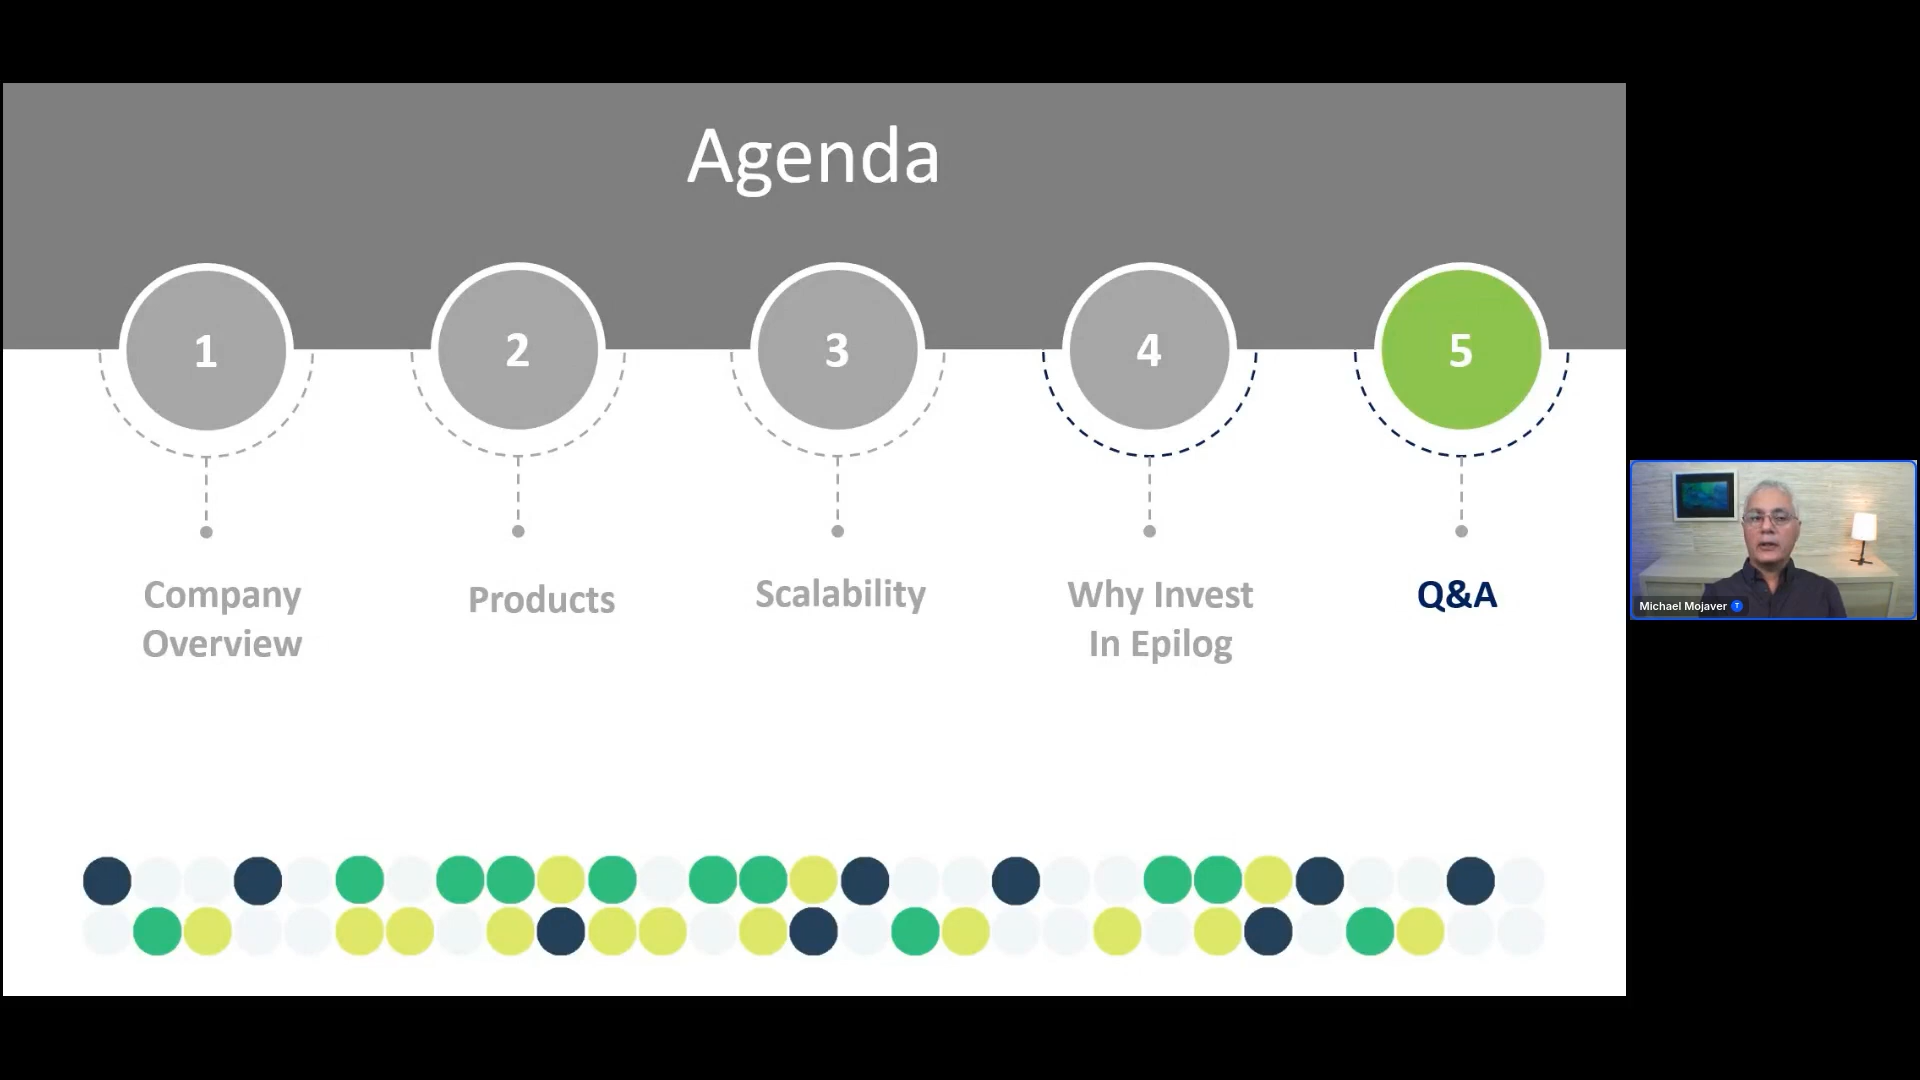 Agenda
1
2
3
4
5
Company
Overview
Products
Scalability
Why Invest
In Epilog
Q&A
Michael Mojaver
T